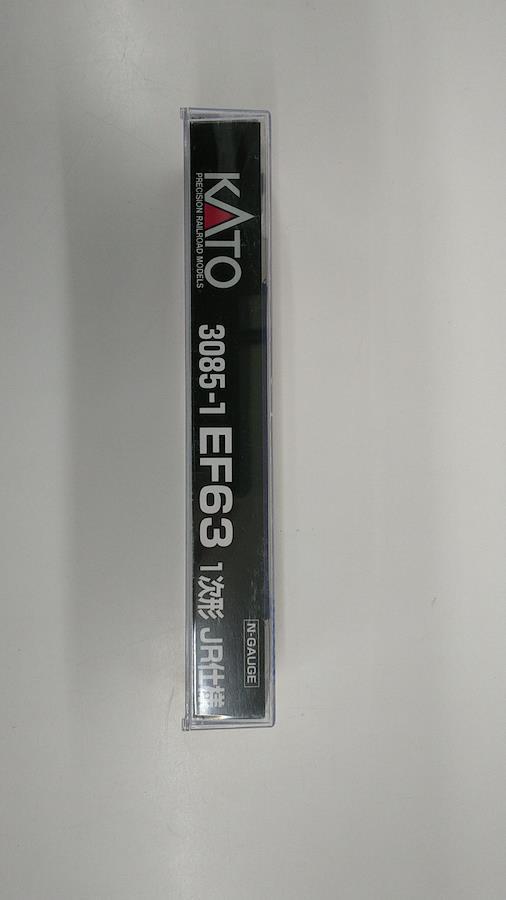 KATO
PRECISION RAILROAD MODELS
3085-1 EF63 1次形 JR仕様
N-GAUGE